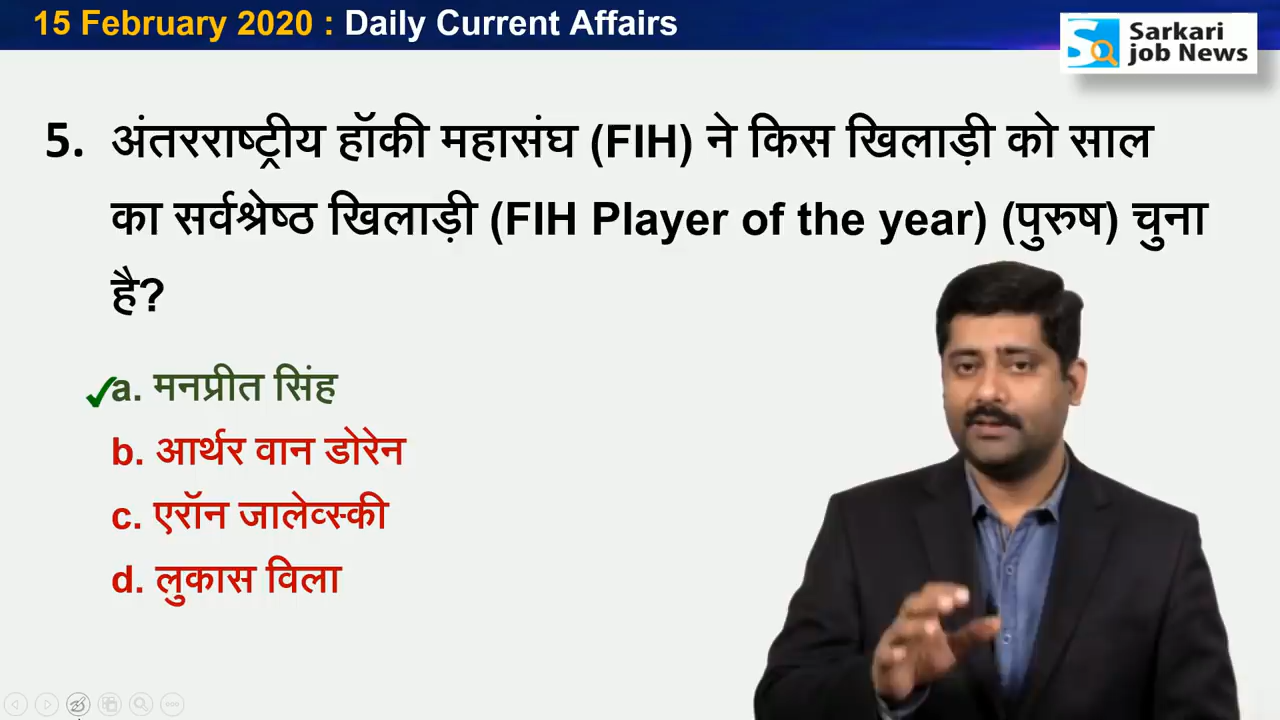 15 February 2020 : Daily Current Affairs
Sarkari
job News
5. अंतरराष्ट्रीय हॉकी महासंघ (FIH) ने किस खिलाड़ी को साल
का सर्वश्रेष्ठ खिलाड़ी (FIH Player of the year) (पुरुष) चुना
है?
a. मनप्रीत सिंह
b. आर्थर वान डोरेन
c. एरॉन जालेव्स्की
d. लुकास विला